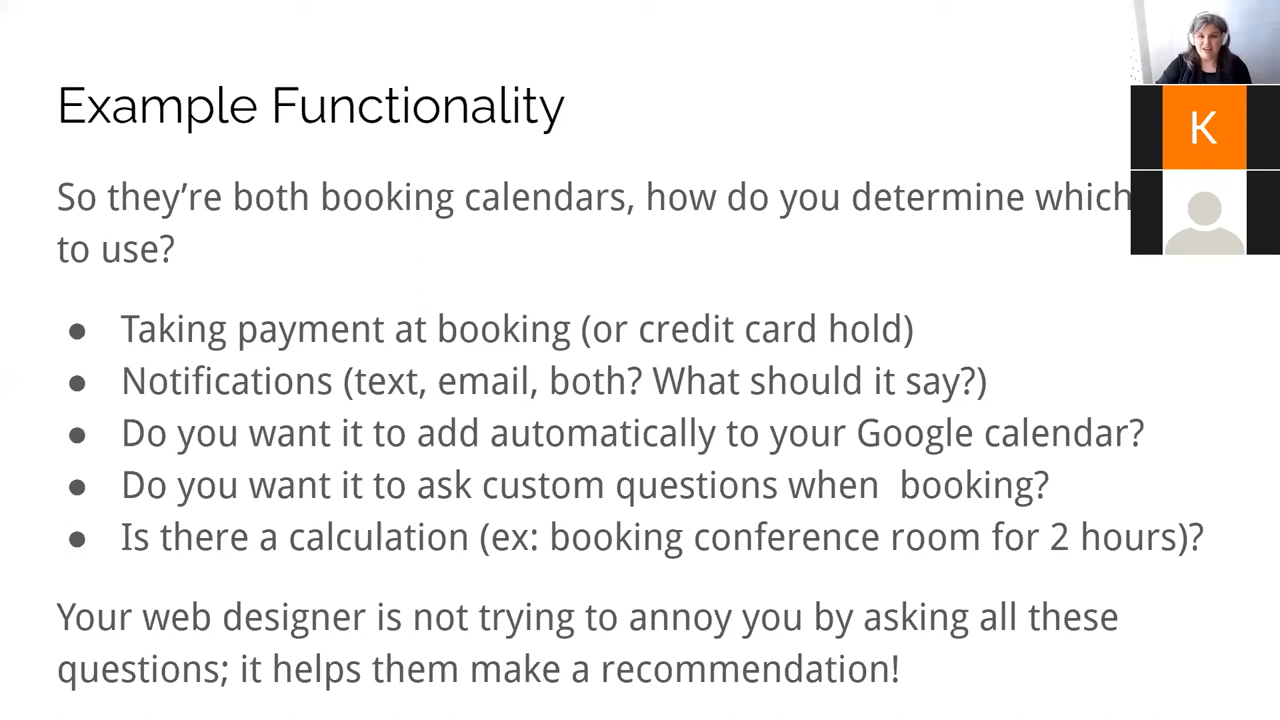 Example Functionality
K
So they’re both booking calendars, how do you determine which
to use?
● Taking payment at booking (or credit card hold)
● Notifications (text, email, both? What should it say?)
● Do you want it to add automatically to your Google calendar?
● Do you want it to ask custom questions when  booking?
● Is there a calculation (ex: booking conference room for 2 hours)?
Your web designer is not trying to annoy you by asking all these
questions; it helps them make a recommendation!